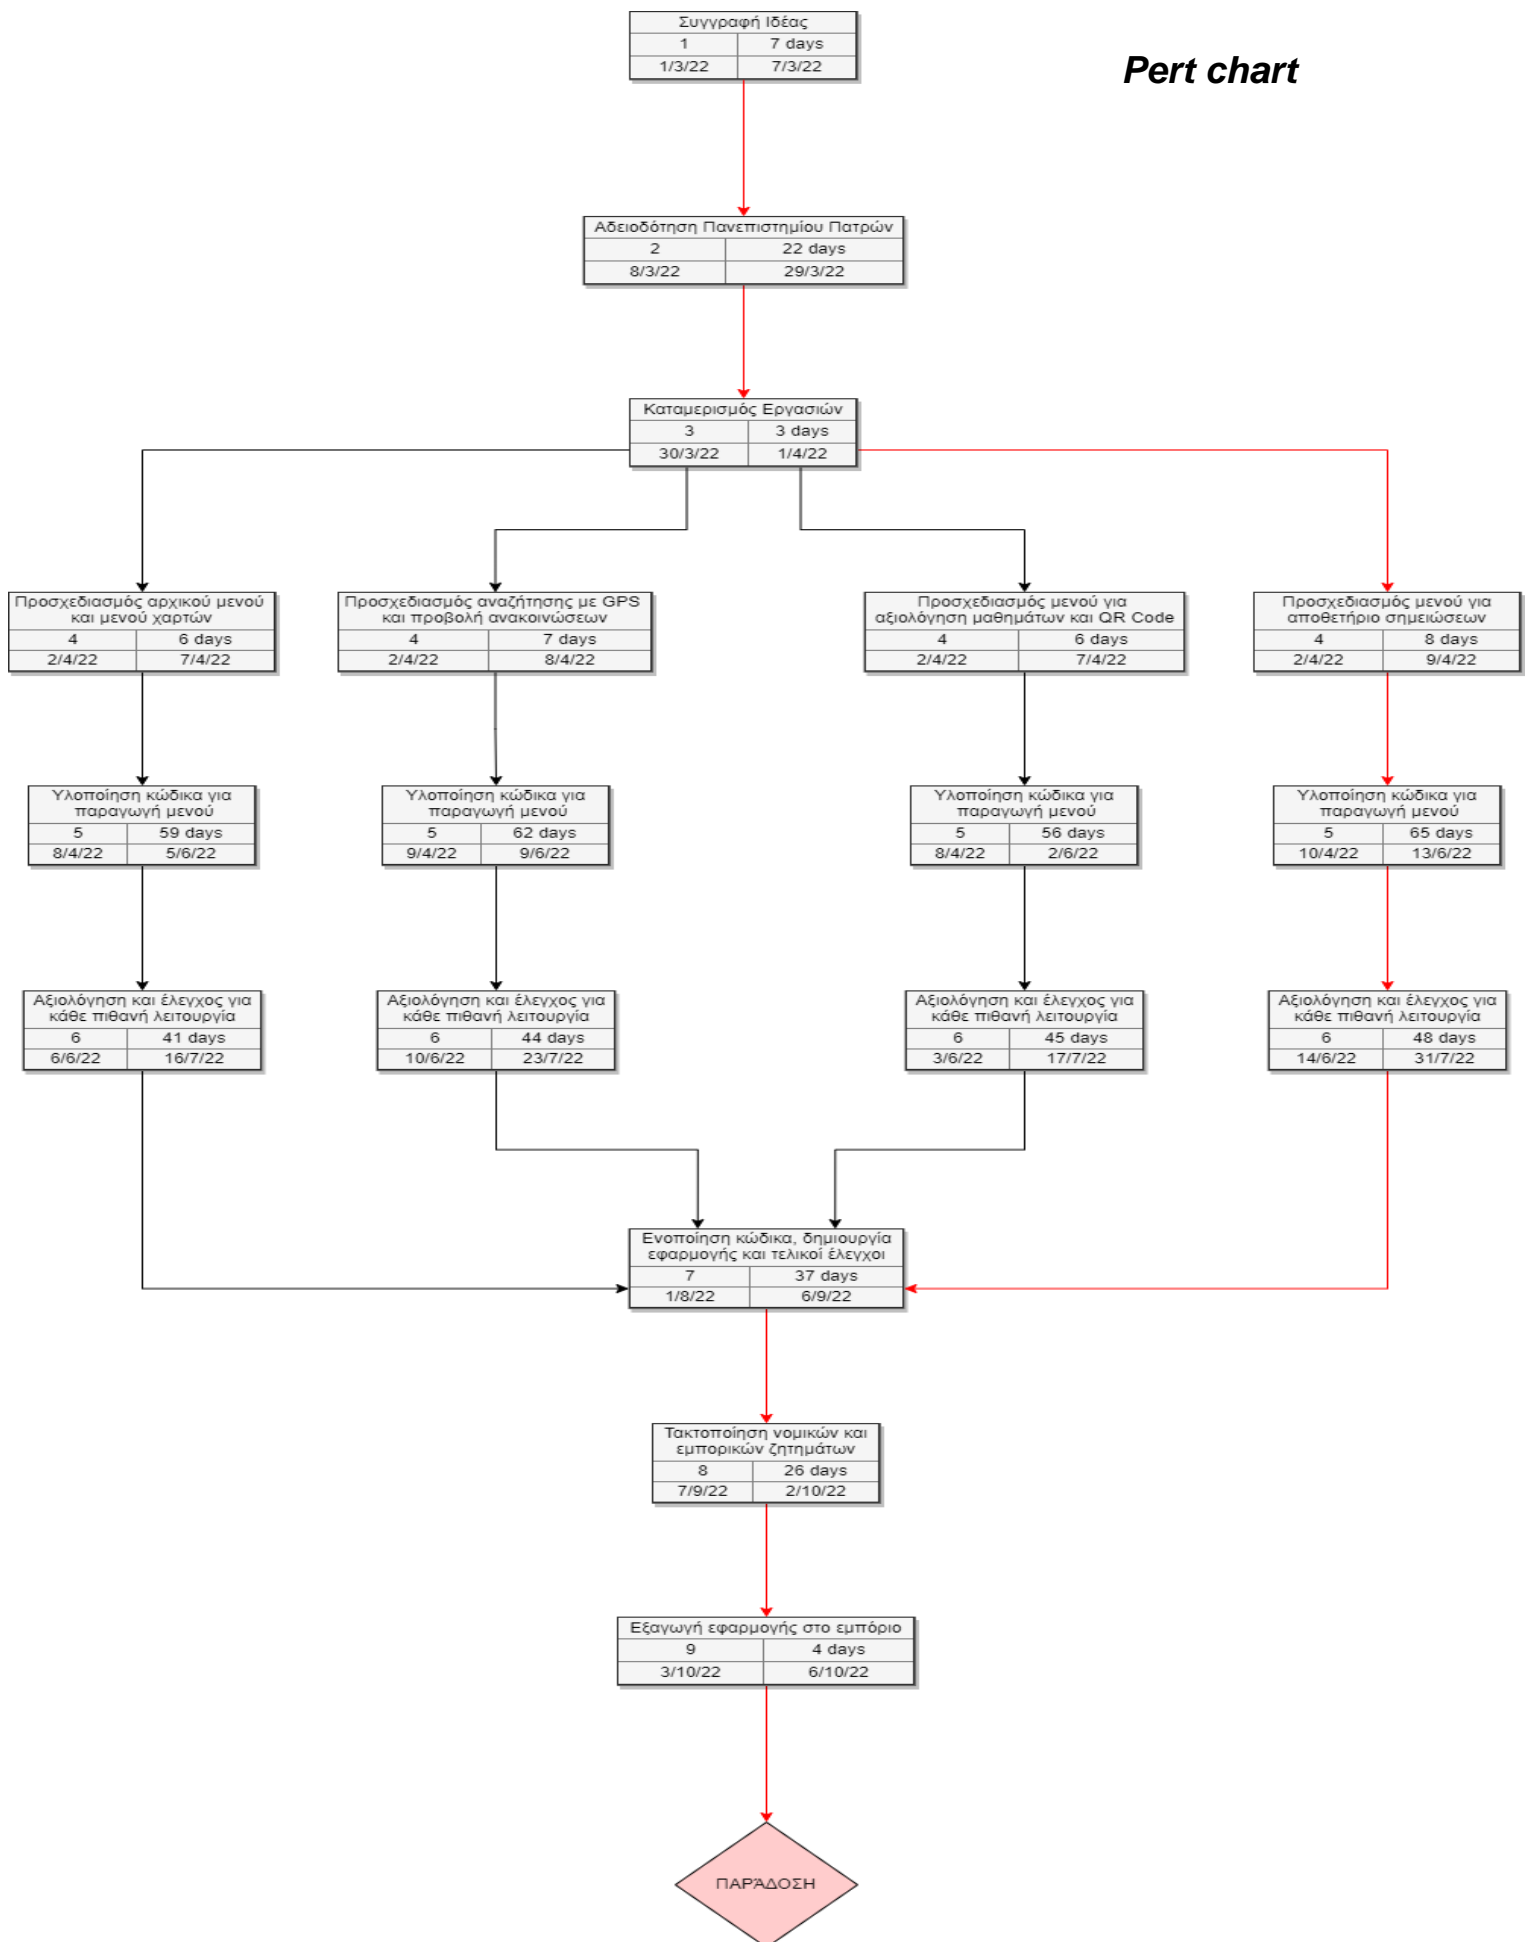 Συγγραφή Ιδέας
1 7 days
1/3/22 7/3/22
Pert chart
Αδειοδότηση Πανεπιστημίου Πατρών
2 22 days
8/3/22 29/3/22
Καταμερισμός Εργασιών
3 3 days
30/3/22 1/4/22
Προσχεδιασμός αρχικού μενού
και μενού χαρτών
4 6 days
2/4/22 7/4/22
Προσχεδιασμός αναζήτησης με GPS
και προβολή ανακοινώσεων
4 7 days
2/4/22 8/4/22
Προσχεδιασμός μενού για
αξιολόγηση μαθημάτων και QR Code
4 6 days
2/4/22 7/4/22
Προσχεδιασμός μενού για
αποθετήριο σημειώσεων
4 8 days
2/4/22 9/4/22
Υλοποίηση κώδικα για
παραγωγή μενού
5 59 days
8/4/22 5/6/22
Υλοποίηση κώδικα για
παραγωγή μενού
5 62 days
9/4/22 9/6/22
Υλοποίηση κώδικα για
παραγωγή μενού
5 56 days
8/4/22 2/6/22
Υλοποίηση κώδικα για
παραγωγή μενού
5 65 days
10/4/22 13/6/22
Αξιολόγηση και έλεγχος για
κάθε πιθανή λειτουργία
6 41 days
6/6/22 16/7/22
Αξιολόγηση και έλεγχος για
κάθε πιθανή λειτουργία
6 44 days
10/6/22 23/7/22
Αξιολόγηση και έλεγχος για
κάθε πιθανή λειτουργία
6 45 days
3/6/22 17/7/22
Αξιολόγηση και έλεγχος για
κάθε πιθανή λειτουργία
6 48 days
14/6/22 31/7/22
Ενοποίηση κώδικα, δημιουργία
εφαρμογής και τελικοί έλεγχοι
7 37 days
1/8/22 6/9/22
Τακτοποίηση νομικών και
εμπορικών ζητημάτων
8 26 days
7/9/22 2/10/22
Εξαγωγή εφαρμογής στο εμπόριο
9 4 days
3/10/22 6/10/22
ΠΑΡΆΔΟΣΗ